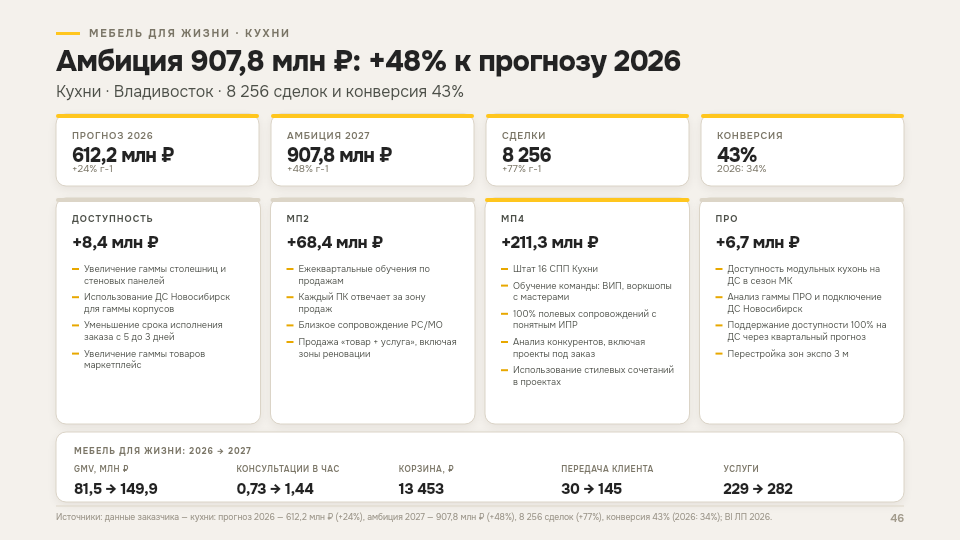 МЕБЕЛЬ ДЛЯ ЖИЗНИ · КУХНИ
Амбиция 907,8 млн ₽: +48% к прогнозу 2026
Кухни · Владивосток · 8 256 сделок и конверсия 43%
ПРОГНОЗ 2026
612,2 млн ₽
+24% г-1
АМБИЦИЯ 2027
907,8 млн ₽
+48% г-1
СДЕЛКИ
8 256
+77% г-1
КОНВЕРСИЯ
43%
2026: 34%
ДОСТУПНОСТЬ
+8,4 млн ₽
Увеличение гаммы столешниц и
стеновых панелей
Использование ДС Новосибирск
для гаммы корпусов
Уменьшение срока исполнения
заказа с 5 до 3 дней
Увеличение гаммы товаров
маркетплейс
МП2
+68,4 млн ₽
Ежеквартальные обучения по
продажам
Каждый ПК отвечает за зону
продаж
Близкое сопровождение РС/МО
Продажа «товар + услуга», включая
зоны реновации
МП4
+211,3 млн ₽
Штат 16 СПП Кухни
Обучение команды: ВИП, воркшопы
с мастерами
100% полевых сопровождений с
понятным ИПР
Анализ конкурентов, включая
проекты под заказ
Использование стилевых сочетаний
в проектах
ПРО
+6,7 млн ₽
Доступность модульных кухонь на
ДС в сезон МК
Анализ гаммы ПРО и подключение
ДС Новосибирск
Поддержание доступности 100% на
ДС через квартальный прогноз
Перестройка зон экспо 3 м
МЕБЕЛЬ ДЛЯ ЖИЗНИ: 2026 → 2027
GMV, МЛН ₽
81,5 → 149,9
КОНСУЛЬТАЦИИ В ЧАС
0,73 → 1,44
КОРЗИНА, ₽
13 453
ПЕРЕДАЧА КЛИЕНТА
30 → 145
УСЛУГИ
229 → 282
Источники: данные заказчика — кухни: прогноз 2026 — 612,2 млн ₽ (+24%), амбиция 2027 — 907,8 млн ₽ (+48%), 8 256 сделок (+77%), конверсия 43% (2026: 34%); BI ЛП 2026.
46